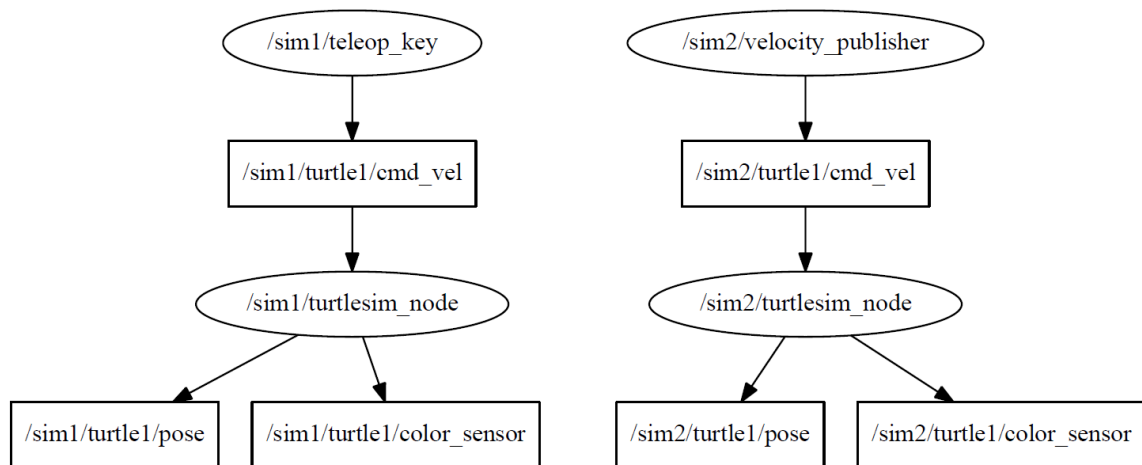 /sim1/teleop_key
/sim2/velocity_publisher
/sim1/turtle1/cmd_vel
/sim2/turtle1/cmd_vel
/sim1/turtlesim_node
/sim2/turtlesim_node
/sim1/turtle1/pose
/sim1/turtle1/color_sensor
/sim2/turtle1/pose
/sim2/turtle1/color_sensor